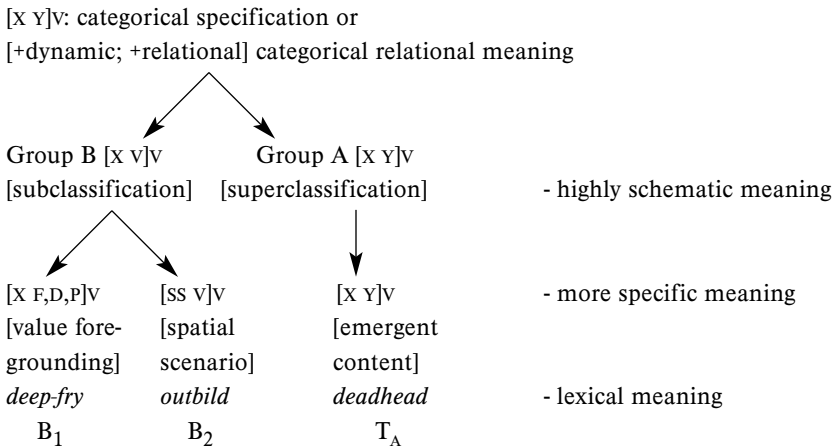 [X Y]V: categorical specification or
[+dynamic; +relational] categorical relational meaning
Group B [X V]V Group A [X Y]V
[subclassification] [superclassification] - highly schematic meaning
[X F,D,P]V [SS V]V [X Y]V - more specific meaning
[value fore- [spatial [emergent
grounding] scenario] content]
deep-fry outbild deadhead - lexical meaning
B1 B2 TA